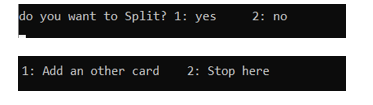 do you want to Split? 1: yes     2: no
1: Add an other card    2: Stop here